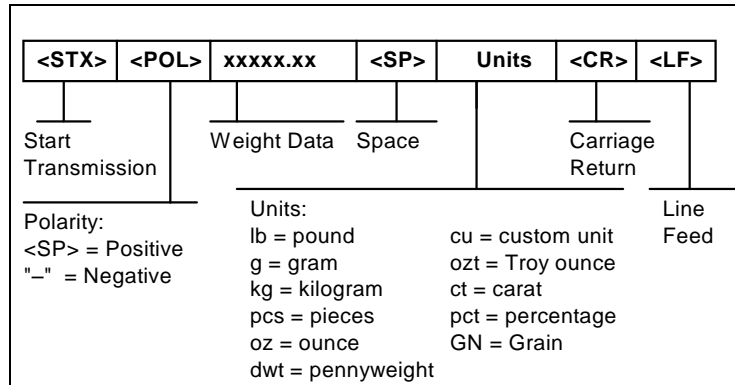 <STX> <POL> xxxxx.xx <SP> Units <CR> <LF>
Start
Transmission
Weight Data
Space
Carriage
Return
Polarity:
<SP> = Positive
"–" = Negative
Units:
lb = pound
g = gram
kg = kilogram
pcs = pieces
oz = ounce
dwt = pennyweight
cu = custom unit
ozt = Troy ounce
ct = carat
pct = percentage
GN = Grain
Line
Feed